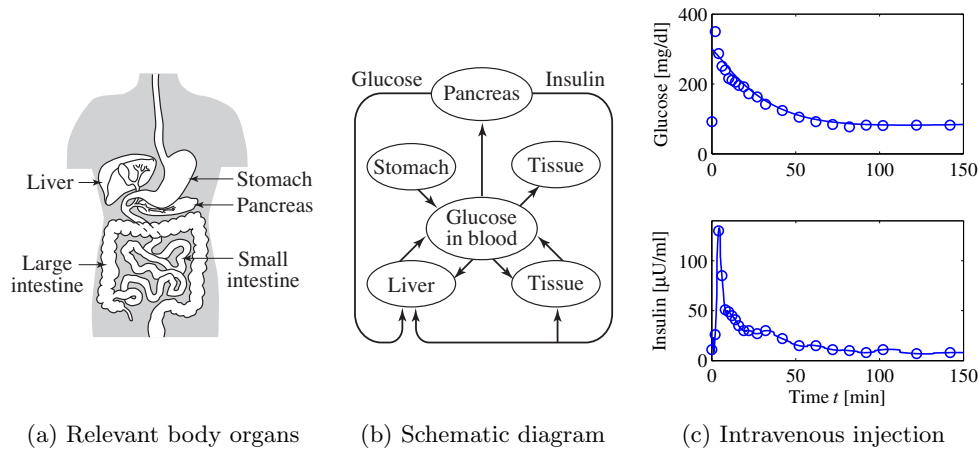 Liver
Stomach
Pancreas
Large
intestine
Small
intestine
(a) Relevant body organs
Glucose
Insulin
Pancreas
Stomach
Tissue
Glucose
in blood
Liver
Tissue
(b) Schematic diagram
Glucose [mg/dl]
400
200
0
0
50
100
150
Insulin [μU/ml]
100
50
0
0
50
100
150
Time t [min]
(c) Intravenous injection